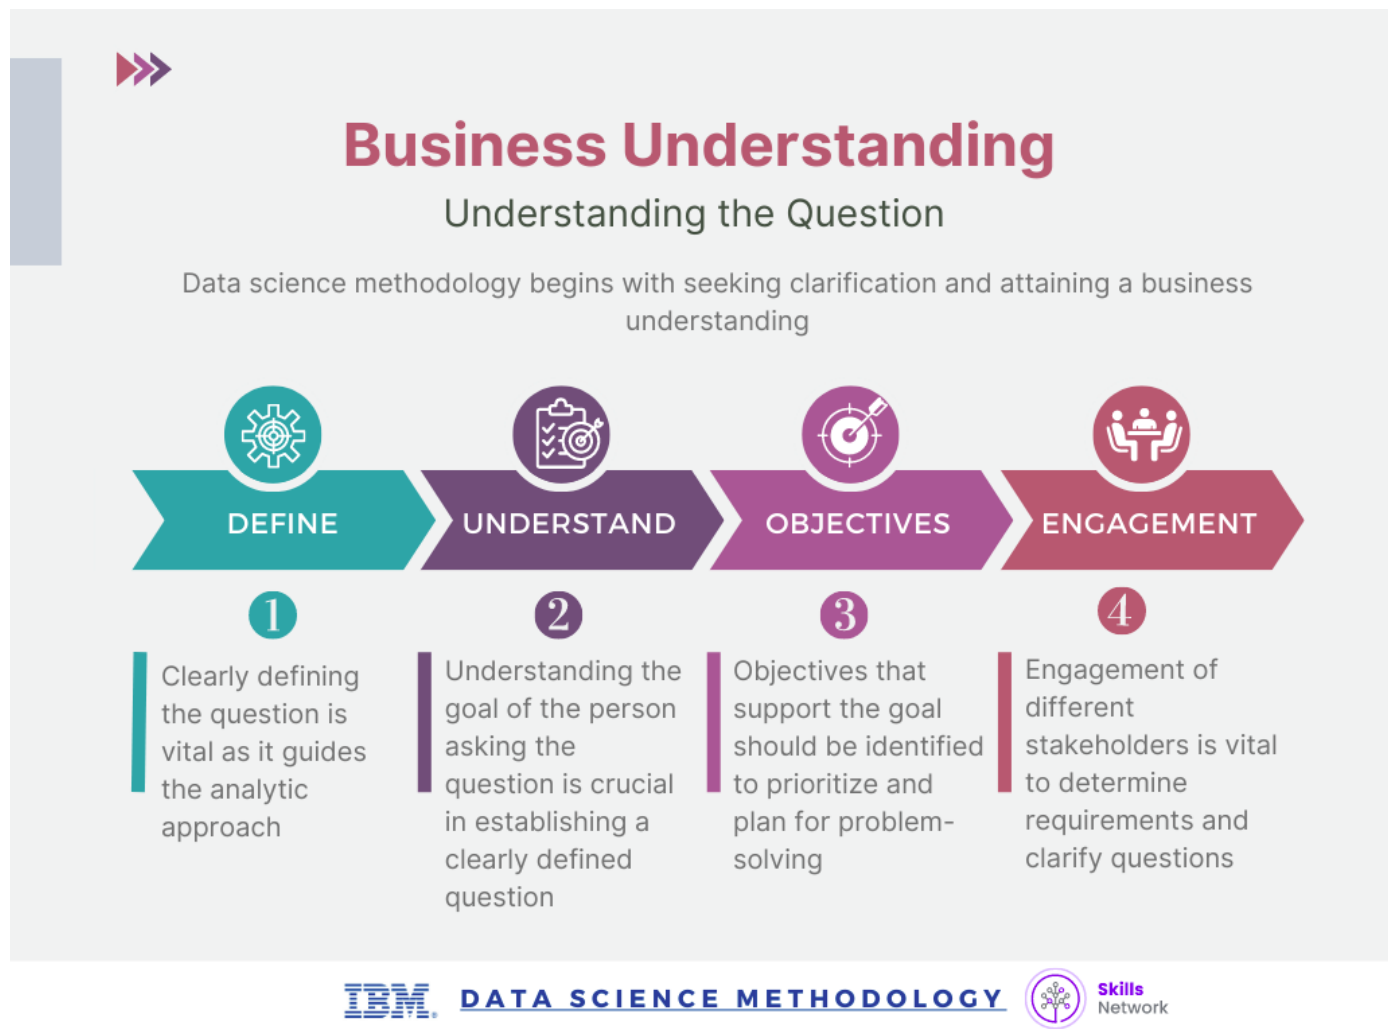 Business Understanding
Understanding the Question
Data science methodology begins with seeking clarification and attaining a business
understanding
DEFINE
UNDERSTAND
OBJECTIVES
ENGAGEMENT
1
Clearly defining
the question is
vital as it guides
the analytic
approach
2
Understanding the
goal of the person
asking the
question is crucial
in establishing a
clearly defined
question
3
Objectives that
support the goal
should be identified
to prioritize and
plan for problem-
solving
4
Engagement of
different
stakeholders is vital
to determine
requirements and
clarify questions
IBM®
DATA SCIENCE METHODOLOGY
Skills
Network